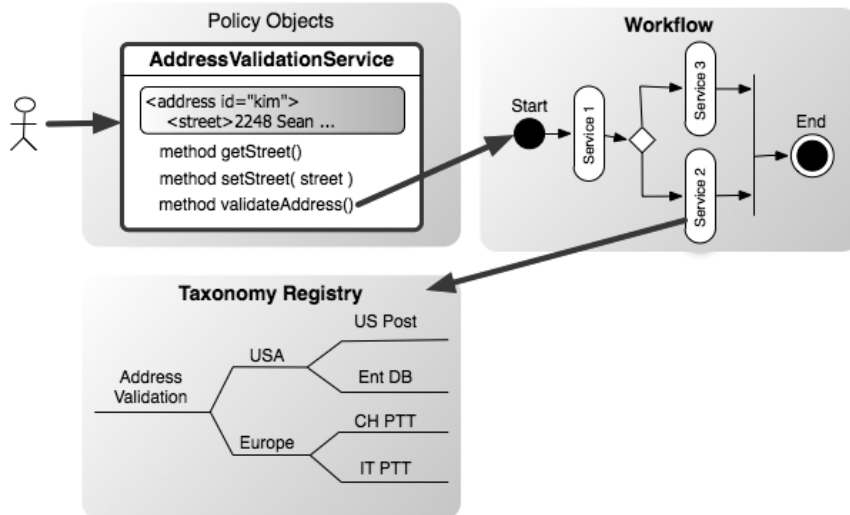 Policy Objects
AddressValidationService
<address id="kim">
<street>2248 Sean ...
method getStreet()
method setStreet( street )
method validateAddress()
Workflow
Start
Service 1
Service 3
Service 2
End
Taxonomy Registry
Address
Validation
USA
US Post
Ent DB
Europe
CH PTT
IT PTT